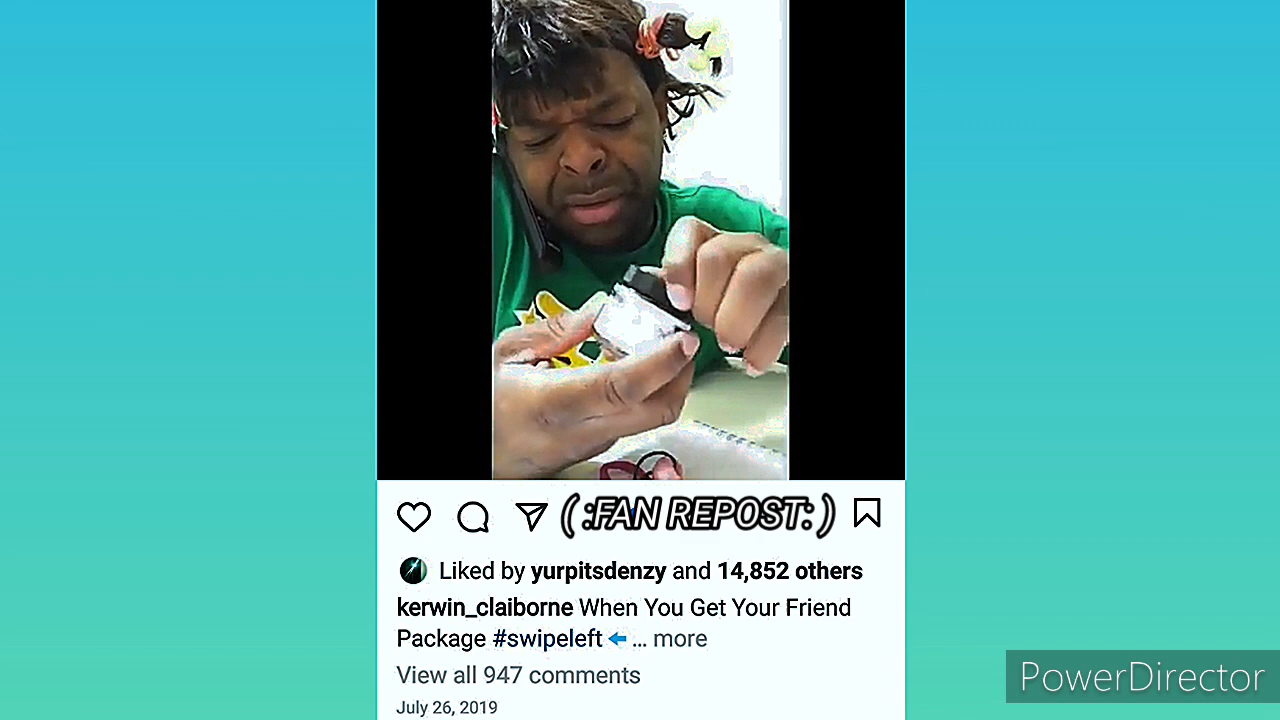 ( :FAN REPOST: )
Liked by yurpitsdenzy and 14,852 others
kerwin_claiborne When You Get Your Friend
Package #swipeleft ... more
View all 947 comments
July 26, 2019
PowerDirector